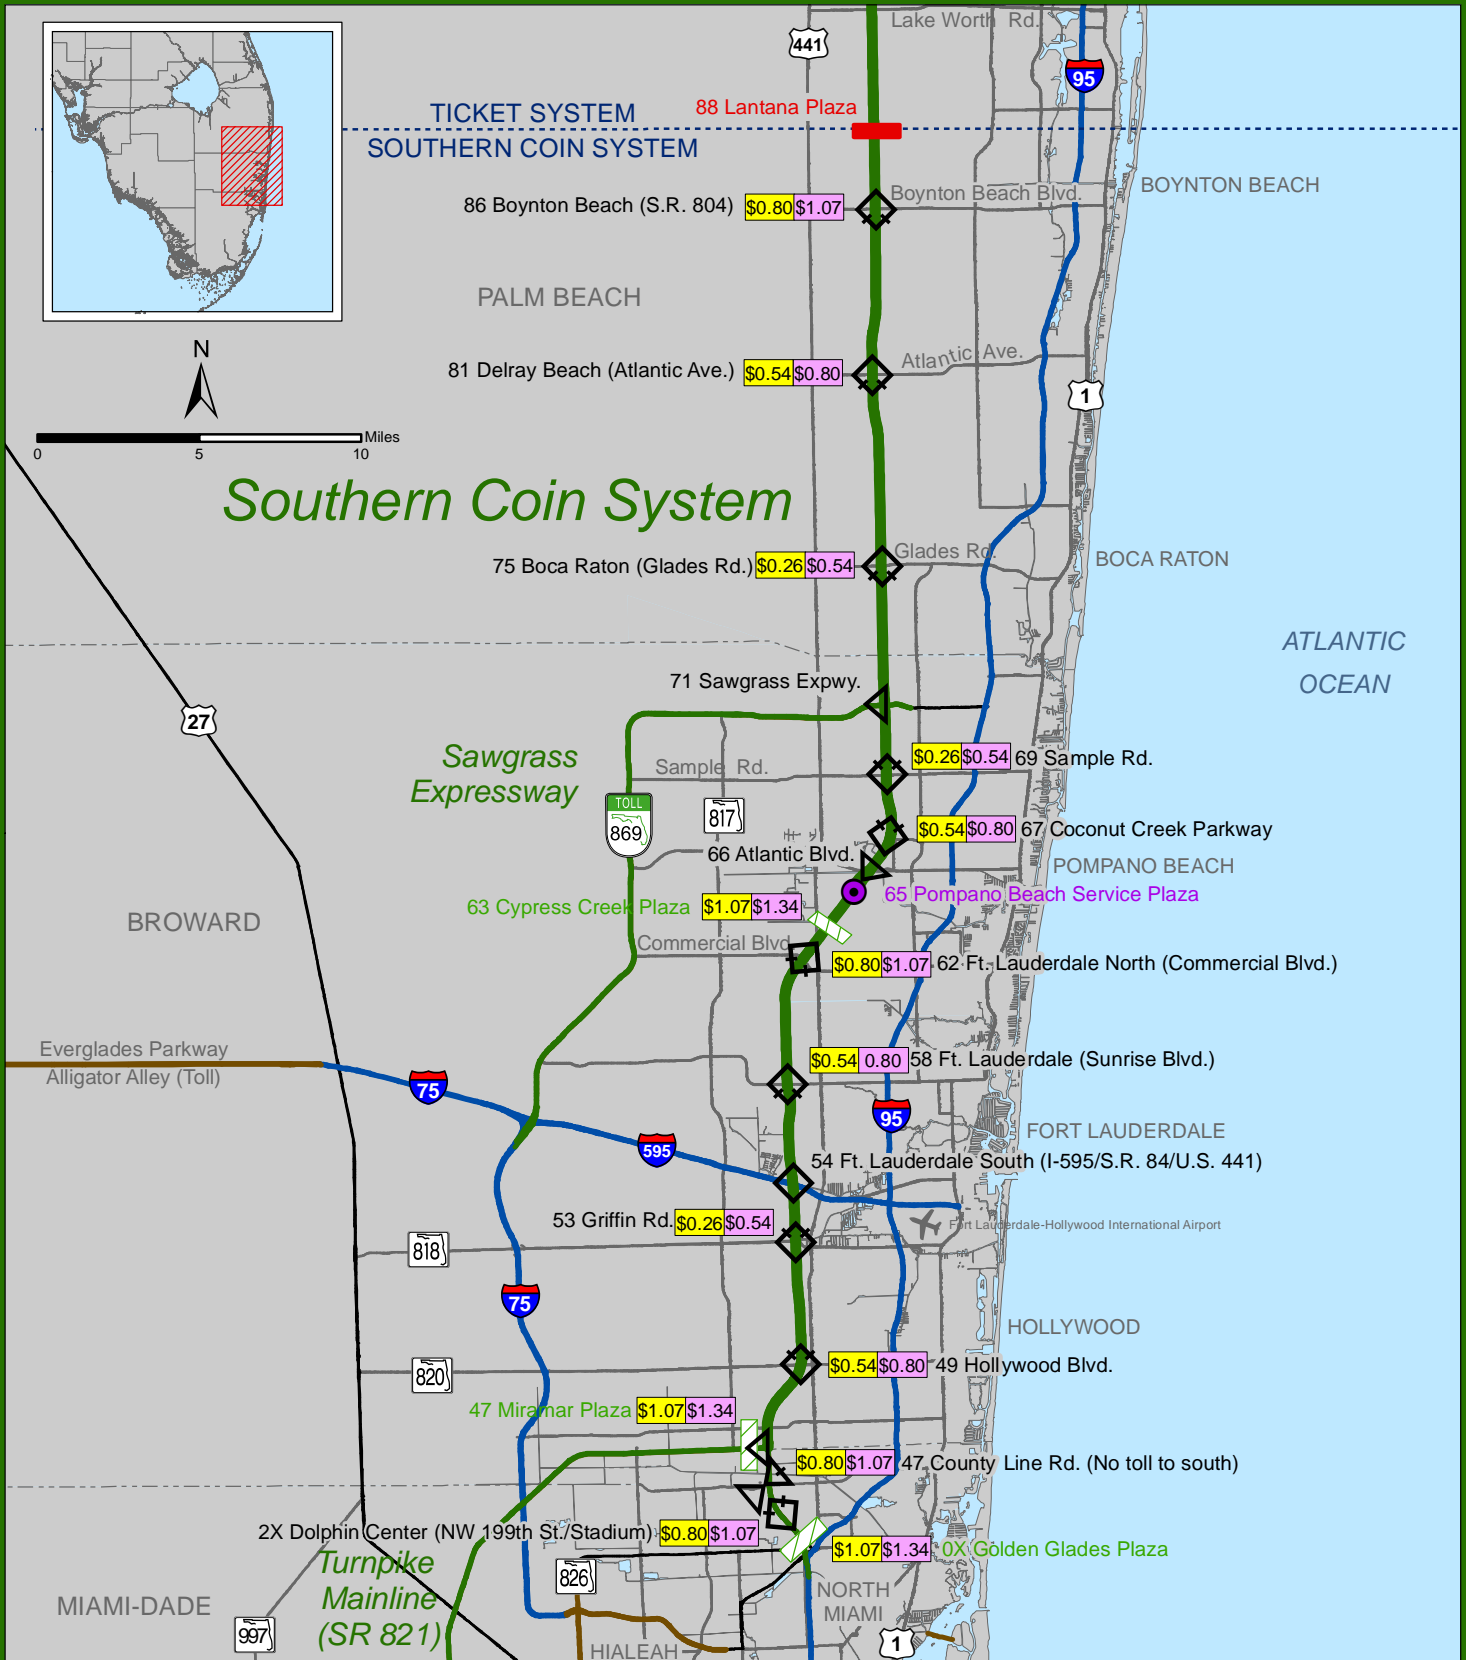 Lake Worth Rd.
441
95
TICKET SYSTEM
88 Lantana Plaza
SOUTHERN COIN SYSTEM
BOYNTON BEACH
Boynton Beach Blvd.
86 Boynton Beach (S.R. 804) $0.80 $1.07
PALM BEACH
N
Atlantic Ave.
81 Delray Beach (Atlantic Ave.) $0.54 $0.80
1
Miles
0 5 10
Southern Coin System
Glades Rd.
75 Boca Raton (Glades Rd.) $0.26 $0.54
BOCA RATON
ATLANTIC
OCEAN
71 Sawgrass Expwy.
27
Sawgrass
Expressway
Sample Rd.
$0.26 $0.54 69 Sample Rd.
TOLL
869
817
$0.54 $0.80 67 Coconut Creek Parkway
66 Atlantic Blvd.
POMPANO BEACH
65 Pompano Beach Service Plaza
63 Cypress Creek Plaza $1.07 $1.34
BROWARD
Commercial Blvd.
$0.80 $1.07 62 Ft. Lauderdale North (Commercial Blvd.)
Everglades Parkway
Alligator Alley (Toll)
75
$0.54 0.80 58 Ft. Lauderdale (Sunrise Blvd.)
95
595
FORT LAUDERDALE
54 Ft. Lauderdale South (I-595/S.R. 84/U.S. 441)
53 Griffin Rd. $0.26 $0.54
Fort Lauderdale-Hollywood International Airport
818
75
HOLLYWOOD
820
$0.54 $0.80 49 Hollywood Blvd.
47 Miramar Plaza $1.07 $1.34
$0.80 $1.07 47 County Line Rd. (No toll to south)
2X Dolphin Center (NW 199th St./Stadium) $0.80 $1.07
$1.07 $1.34 0X Golden Glades Plaza
Turnpike
Mainline
(SR 821)
826
NORTH
MIAMI
MIAMI-DADE
997
HIALEAH
1